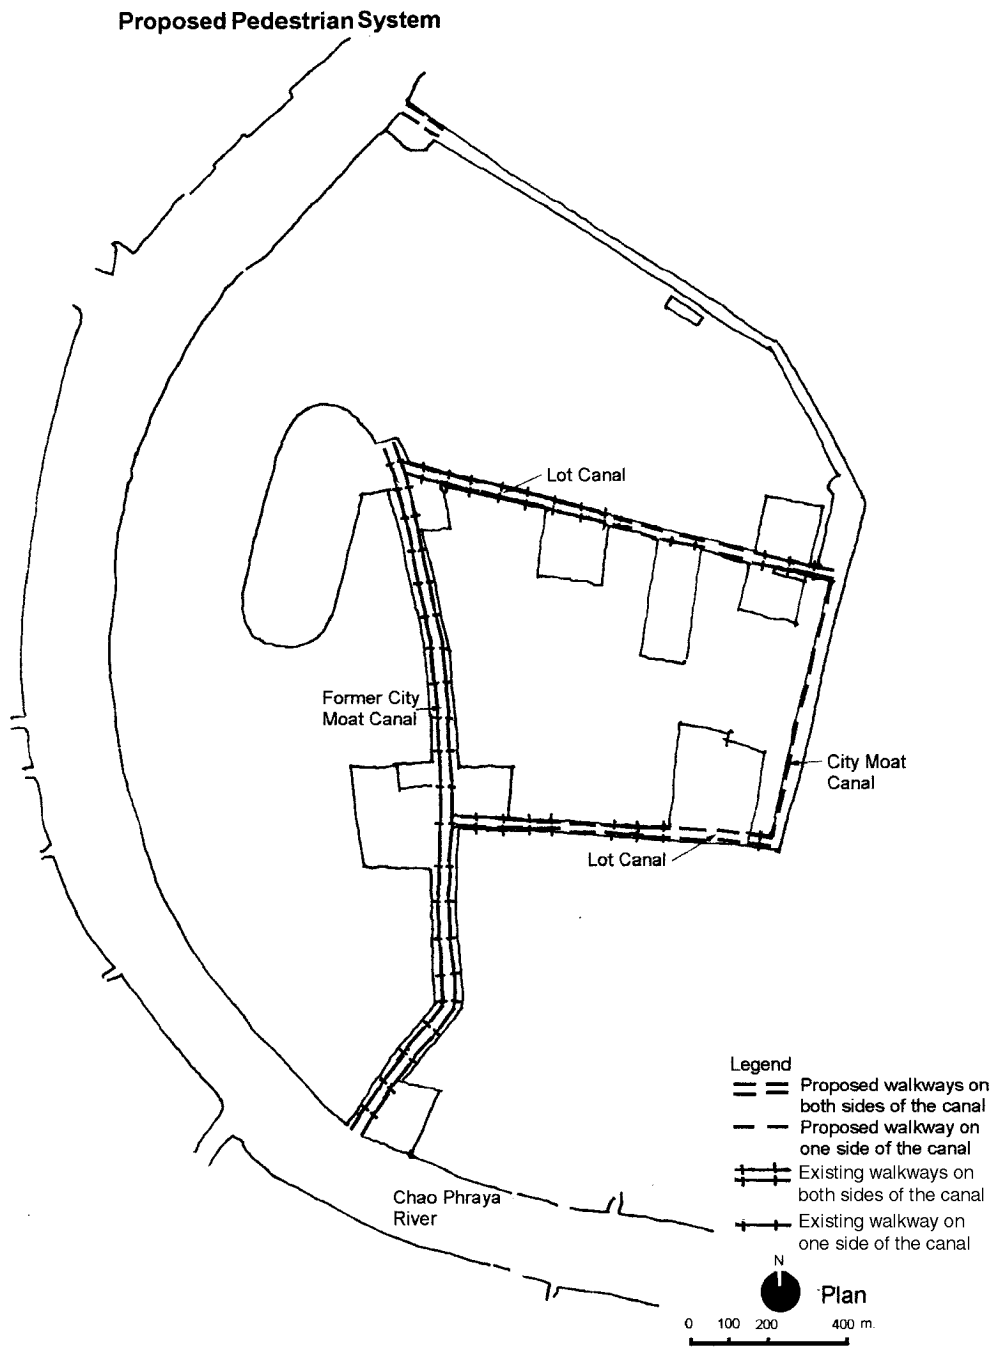 Proposed Pedestrian System
Lot Canal
Former City
Moat Canal
City Moat
Canal
Lot Canal
Legend
Proposed walkways on
both sides of the canal
Proposed walkway on
one side of the canal
Existing walkways on
both sides of the canal
Existing walkway on
one side of the canal
Chao Phraya
River
N
Plan
0 100 200 400 m.